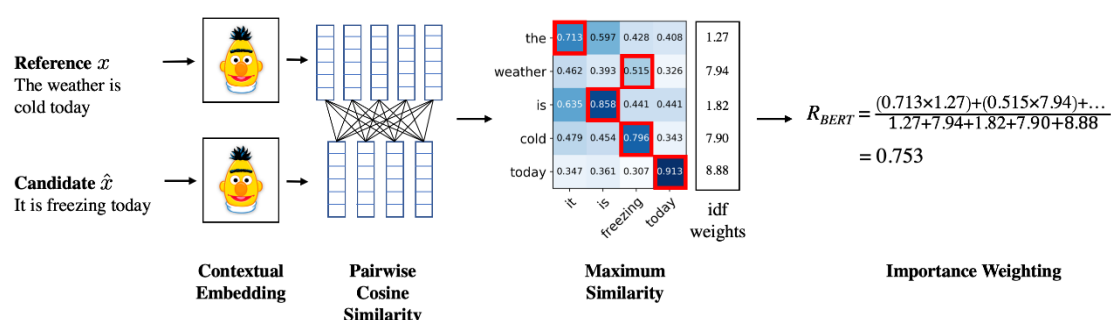 Reference x
The weather is
cold today
Candidate x̂
It is freezing today
Contextual
Embedding
Pairwise
Cosine
Similarity
the 0.713 0.597 0.428 0.408 1.27
weather 0.462 0.393 0.515 0.326 7.94
is 0.635 0.858 0.441 0.441 1.82
cold 0.479 0.454 0.796 0.343 7.90
today 0.347 0.361 0.307 0.913 8.88
it is freezing today
idf
weights
Maximum
Similarity
(0.713×1.27)+(0.515×7.94)+...
R_BERT =
1.27+7.94+1.82+7.90+8.88
= 0.753
Importance Weighting